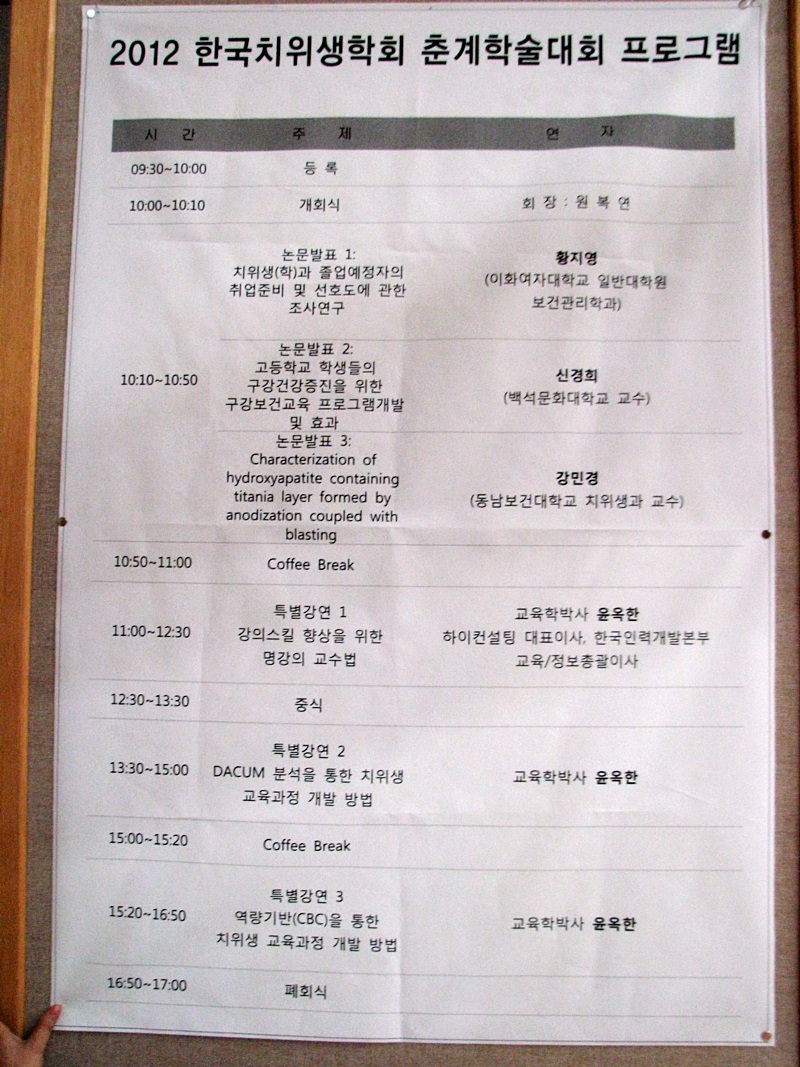 2012 한국치위생학회 춘계학술대회 프로그램
시 간 주 제 연 자
09:30~10:00 등 록
10:00~10:10 개회식 회 장 : 원 복 연
10:10~10:50
논문발표 1:
치위생(학)과 졸업예정자의
취업준비 및 선호도에 관한
조사연구
황지영
(이화여자대학교 일반대학원
보건관리학과)
논문발표 2:
고등학교 학생들의
구강건강증진을 위한
구강보건교육 프로그램개발
및 효과
신경희
(백석문화대학교 교수)
논문발표 3:
Characterization of
hydroxyapatite containing
titania layer formed by
anodization coupled with
blasting
강민경
(동남보건대학교 치위생과 교수)
10:50~11:00 Coffee Break
11:00~12:30
특별강연 1
강의스킬 향상을 위한
명강의 교수법
교육학박사 윤옥한
하이컨설팅 대표이사, 한국인력개발본부
교육/정보총괄이사
12:30~13:30 중식
13:30~15:00
특별강연 2
DACUM 분석을 통한 치위생
교육과정 개발 방법
교육학박사 윤옥한
15:00~15:20 Coffee Break
15:20~16:50
특별강연 3
역량기반(CBC)을 통한
치위생 교육과정 개발 방법
교육학박사 윤옥한
16:50~17:00 폐회식